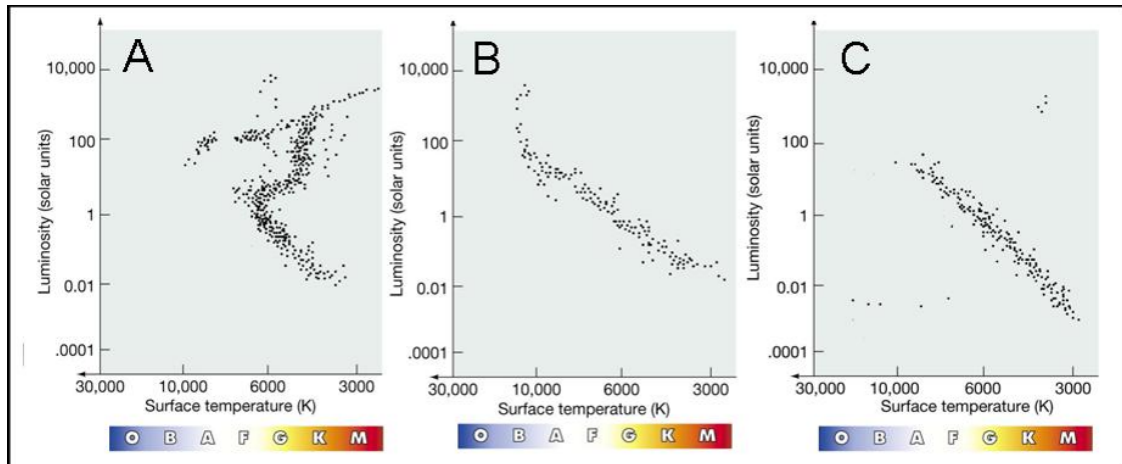 A
Luminosity (solar units)
10,000
100
1
0.01
.0001
30,000 10,000 6000 3000
Surface temperature (K)
O B A F G K M
B
Luminosity (solar units)
10,000
100
1
0.01
.0001
30,000 10,000 6000 3000
Surface temperature (K)
O B A F G K M
C
Luminosity (solar units)
10,000
100
1
0.01
.0001
30,000 10,000 6000 3000
Surface temperature (K)
O B A F G K M